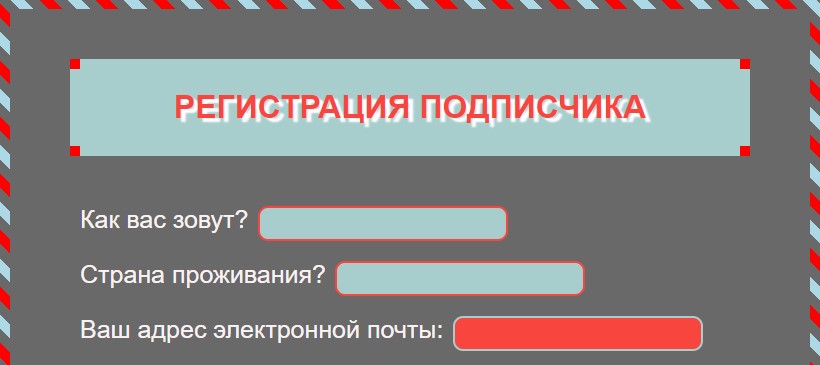 РЕГИСТРАЦИЯ ПОДПИСЧИКА
Как вас зовут?
Страна проживания?
Ваш адрес электронной почты: